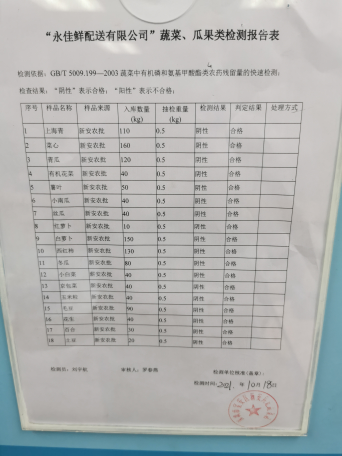 “永佳鲜配送有限公司”蔬菜、瓜果类检测报告表
检测依据：GB/T 5009.199—2003 蔬菜中有机磷和氨基甲酸酯类农药残留量的快速检测；
检查结果：“阴性”表示合格；“阳性”表示不合格；
序号 样品名称 样品来源 入库数量(kg) 抽检重量(kg) 检测结果 判定结果 处理方式
1 上海青 新安农批 110 0.5 阴性 合格
2 菜心 新安农批 160 0.5 阴性 合格
3 青瓜 新安农批 120 0.5 阴性 合格
4 有机花菜 新安农批 40 0.5 阴性 合格
5 新安农批 50 0.5 阴性 合格
6 小南瓜 新安农批 40 0.5 阴性 合格
7 丝瓜 新安农批 40 0.5 阴性 合格
8 红萝卜 新安农批 10 0.5 阴性 合格
9 白萝卜 新安农批 150 0.5 阴性 合格
10 西红柿 新安农批 130 0.5 阴性 合格
11 冬瓜 新安农批 80 0.5 阴性 合格
12 小白菜 新安农批 40 0.5 阴性 合格
13 新安农批 40 0.5 阴性 合格
14 玉米粒 新安农批 40 0.5 阴性 合格
15 毛豆 新安农批 90 0.5 阴性 合格
16 新安农批 40 0.5 阴性 合格
17 新安农批 30 0.5 阴性 合格
18 新安农批 20 0.5 阴性 合格
检测员： 审核人： 检测单位核准(盖章)：
检测时间：2021年10月18日